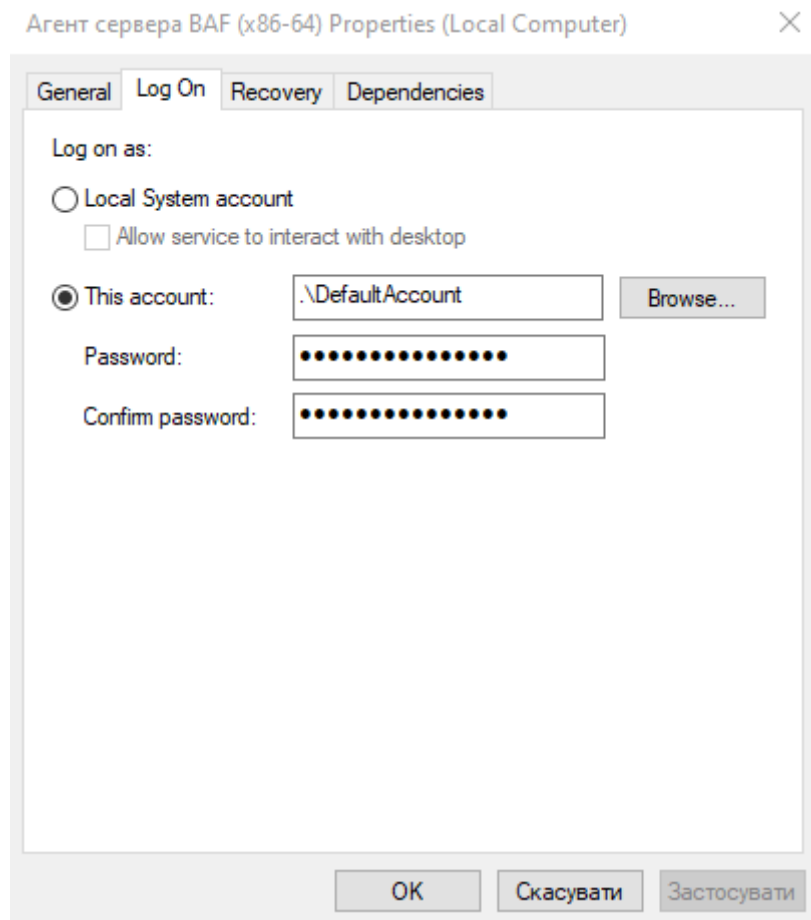 Агент сервера BAF (x86-64) Properties (Local Computer)
General Log On Recovery Dependencies
Log on as:
Local System account
Allow service to interact with desktop
This account: .\DefaultAccount Browse...
Password: •••••••••••••••
Confirm password: •••••••••••••••
OK Скасувати Застосувати